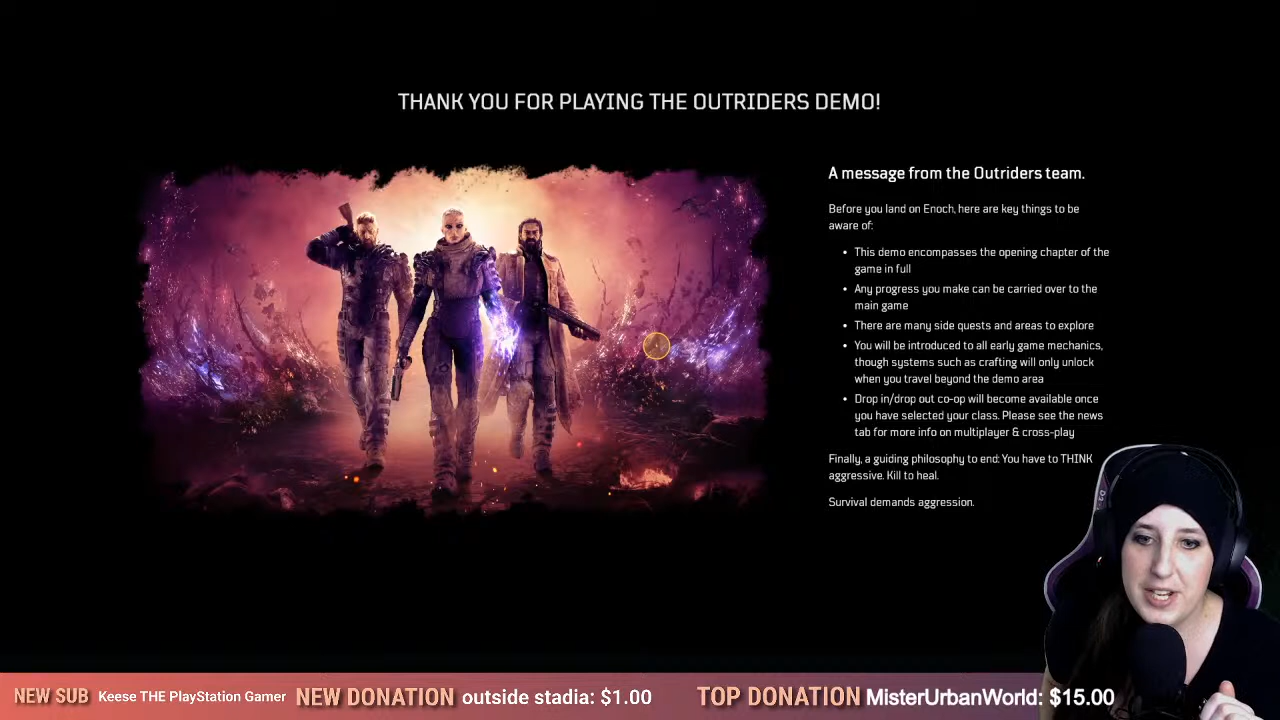 THANK YOU FOR PLAYING THE OUTRIDERS DEMO!
A message from the Outriders team.
Before you land on Enoch, here are key things to be
aware of:
• This demo encompasses the opening chapter of the
game in full
• Any progress you make can be carried over to the
main game
• There are many side quests and areas to explore
• You will be introduced to all early game mechanics,
though systems such as crafting will only unlock
when you travel beyond the demo area
• Drop in/drop out co-op will become available once
you have selected your class. Please see the news
tab for more info on multiplayer & cross-play
Finally, a guiding philosophy to end: You have to THINK
aggressive. Kill to heal.
Survival demands aggression.
NEW SUB Keese THE PlayStation Gamer NEW DONATION outside stadia: $1.00 TOP DONATION MisterUrbanWorld: $15.00